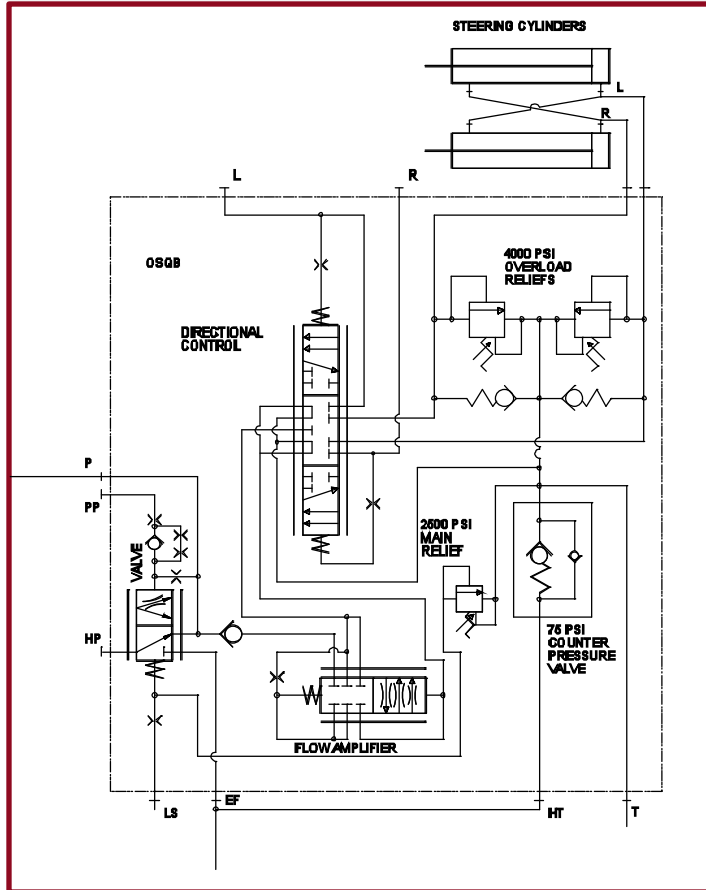 STEERING CYLINDERS
L
R
L
R
OSQB
4000 PSI
OVERLOAD
RELIEFS
DIRECTIONAL
CONTROL
P
PP
VALVE
2500 PSI
MAIN
RELIEF
HP
75 PSI
COUNTER
PRESSURE
VALVE
FLOW AMPLIFIER
LS
EF
IHT
T